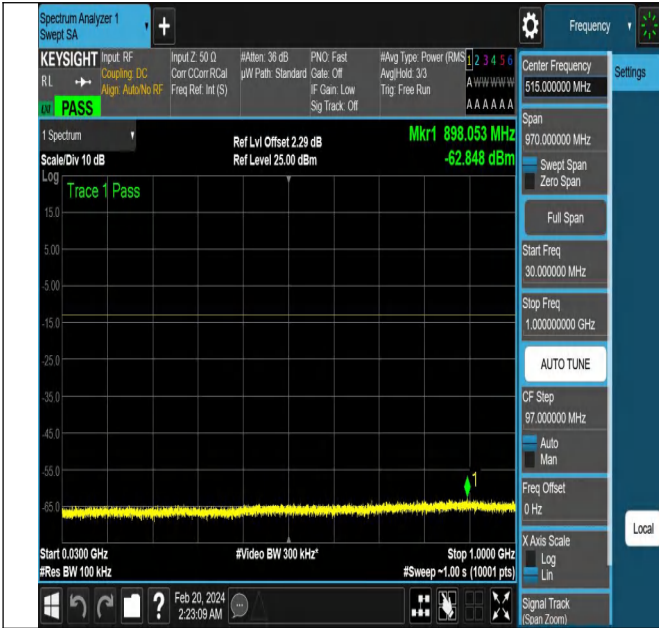 Spectrum Analyzer 1
Swept SA
+
Frequency
KEYSIGHT
R L
PASS
Input: RF
Coupling: DC
Align: Auto/No RF
Input Z: 50 Ω
Corr CCorr RCal
Freq Ref: Int (S)
#Atten: 36 dB
µW Path: Standard
PNO: Fast
Gate: Off
IF Gain: Low
Sig Track: Off
#Avg Type: Power (RMS
Avg|Hold: 3/3
Trig: Free Run
1 2 3 4 5 6
A W W W W W
A A A A A A
1 Spectrum
Scale/Div 10 dB
Log
Ref Lvl Offset 2.29 dB
Ref Level 25.00 dBm
Mkr1 898.053 MHz
-62.848 dBm
Trace 1 Pass
15.0
5.00
-5.00
-15.0
-25.0
-35.0
-45.0
-55.0
-65.0
1
Start 0.0300 GHz
#Res BW 100 kHz
#Video BW 300 kHz*
Stop 1.0000 GHz
#Sweep ~1.00 s (10001 pts)
?
Feb 20, 2024
2:23:09 AM
Center Frequency
515.000000 MHz
Span
970.000000 MHz
Swept Span
Zero Span
Full Span
Start Freq
30.000000 MHz
Stop Freq
1.000000000 GHz
AUTO TUNE
CF Step
97.000000 MHz
Auto
Man
Freq Offset
0 Hz
X Axis Scale
Log
Lin
Signal Track
(Span Zoom)
Settings
Local